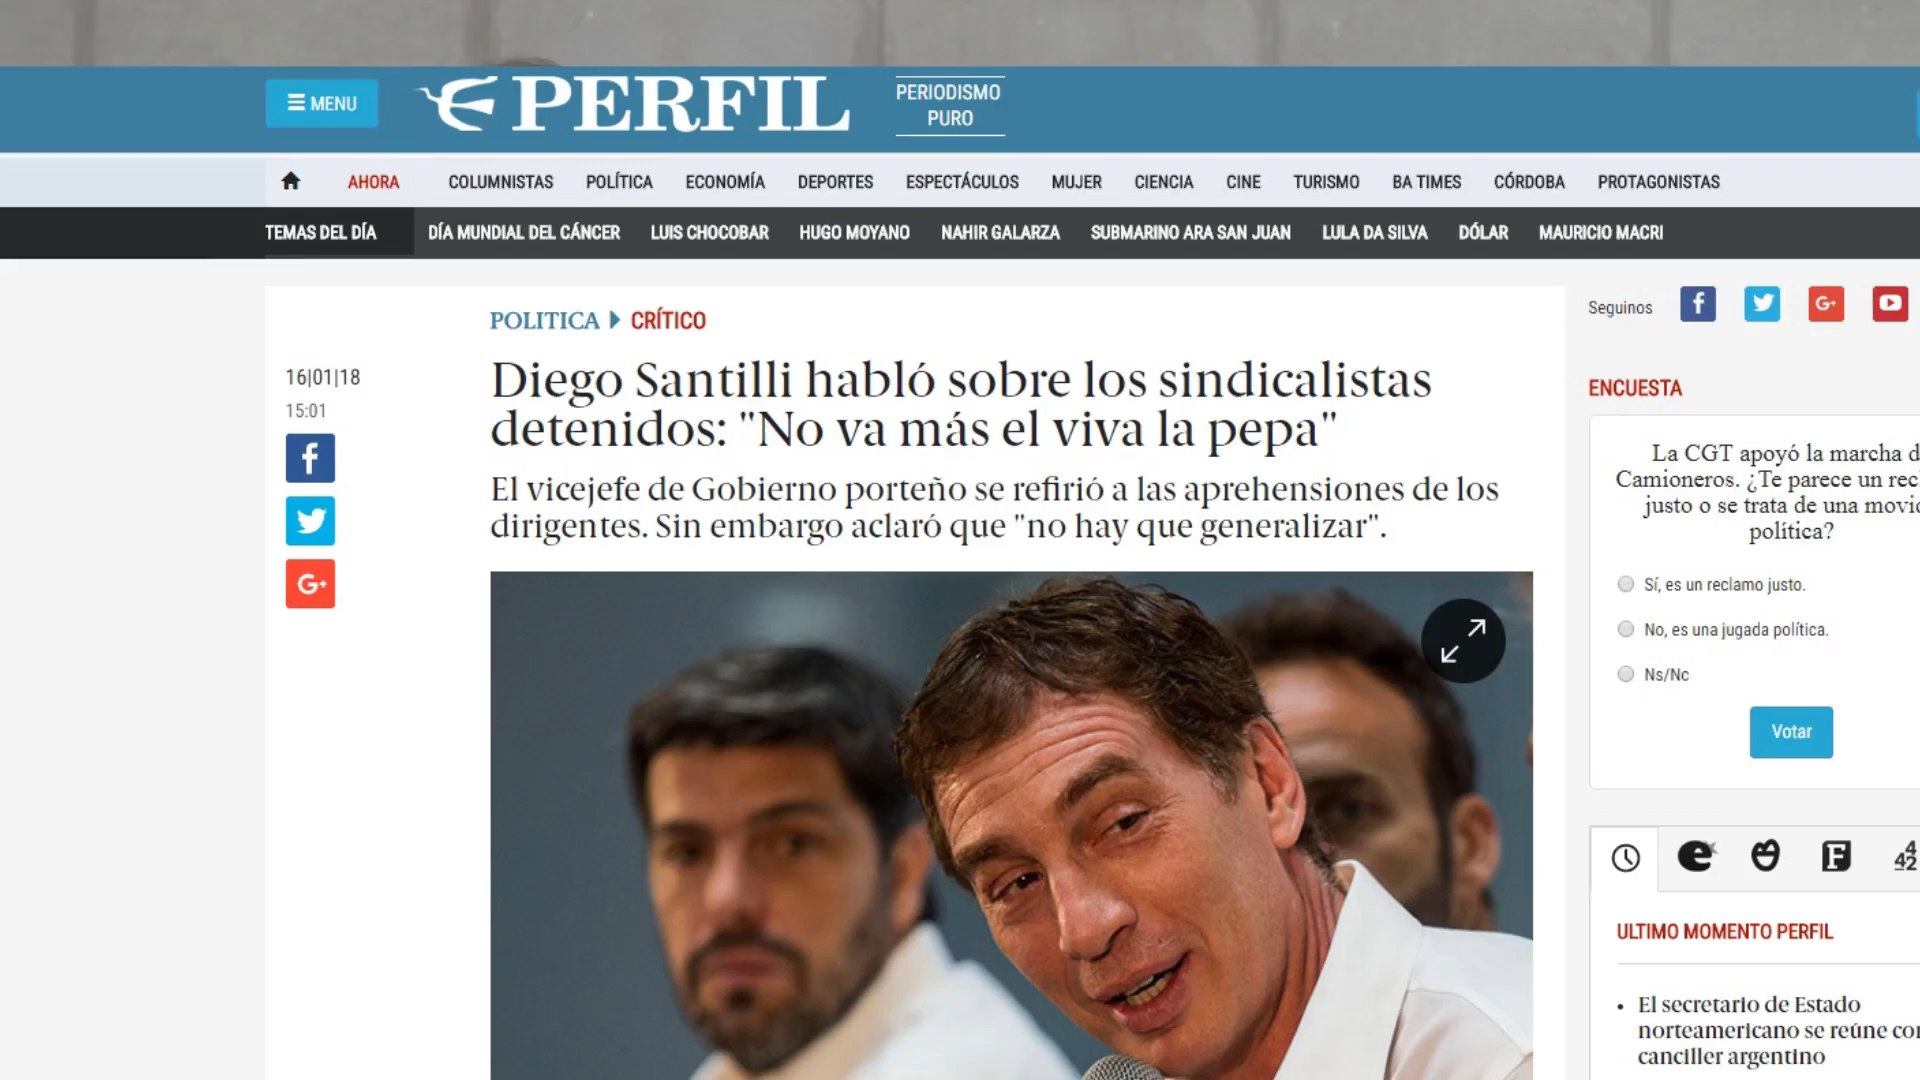 MENU
PERFIL
PERIODISMO
PURO
AHORA COLUMNISTAS POLÍTICA ECONOMÍA DEPORTES ESPECTÁCULOS MUJER CIENCIA CINE TURISMO BA TIMES CÓRDOBA PROTAGONISTAS
TEMAS DEL DÍA DÍA MUNDIAL DEL CÁNCER LUIS CHOCOBAR HUGO MOYANO NAHIR GALARZA SUBMARINO ARA SAN JUAN LULA DA SILVA DÓLAR MAURICIO MACRI
POLITICA CRÍTICO
16|01|18
15:01
Diego Santilli habló sobre los sindicalistas
detenidos: "No va más el viva la pepa"
El vicejefe de Gobierno porteño se refirió a las aprehensiones de los
dirigentes. Sin embargo aclaró que "no hay que generalizar".
Seguinos
ENCUESTA
La CGT apoyó la marcha d
Camioneros. ¿Te parece un rec
justo o se trata de una movid
política?
Sí, es un reclamo justo.
No, es una jugada política.
Ns/Nc
Votar
ULTIMO MOMENTO PERFIL
El secretario de Estado
norteamericano se reúne con
canciller argentino